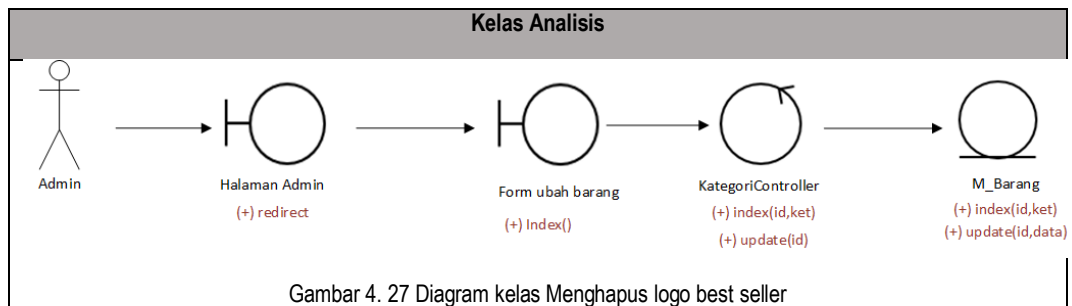 Kelas Analisis
Admin
Halaman Admin
(+) redirect
Form ubah barang
(+) Index()
KategoriController
(+) index(id,ket)
(+) update(id)
M_Barang
(+) index(id,ket)
(+) update(id,data)
Gambar 4. 27 Diagram kelas Menghapus logo best seller